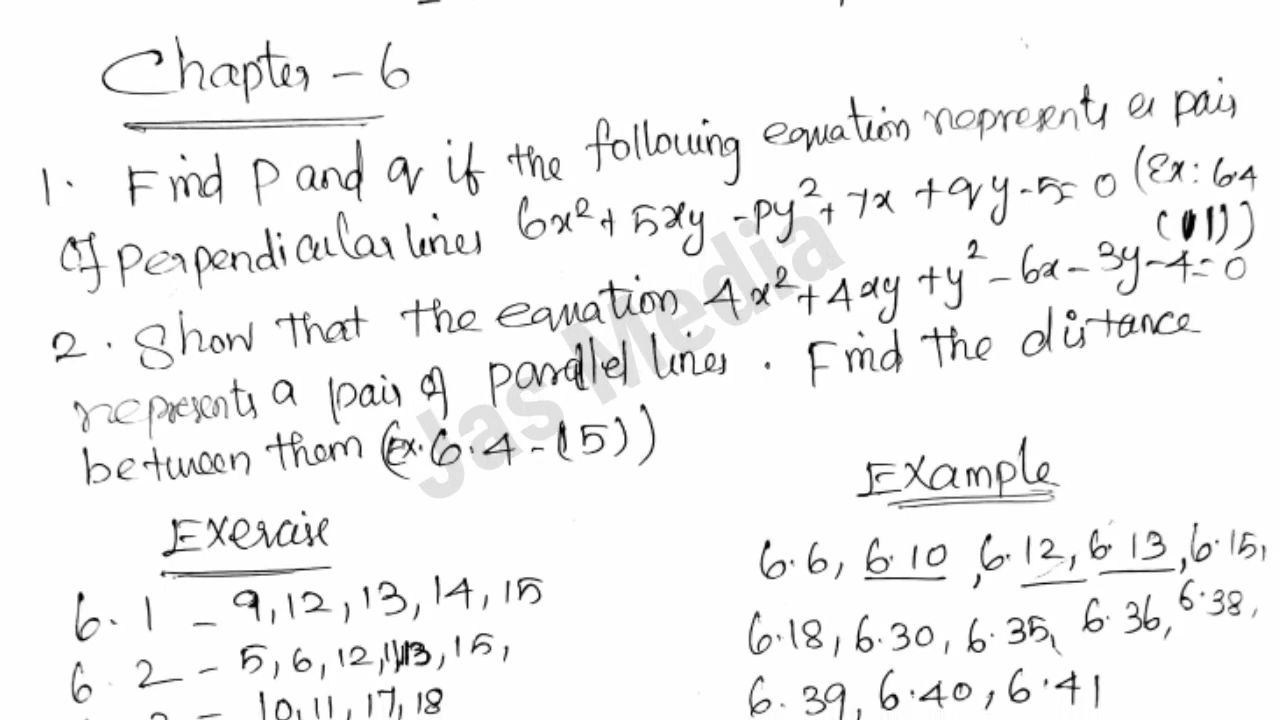 Chapter - 6
1. Find P and q if the following equation represents a pair
of perpendicular lines 6x² + 5xy - py² + 7x + qy - 5 = 0 (Ex: 6.4
(11))
2. Show that the equation 4x² + 4xy + y² - 6x - 3y - 4 = 0
represents a pair of parallel lines. Find the distance
between them (Ex. 6.4 - (5))
Exercise
6.1 - 9, 12, 13, 14, 15
6.2 - 5, 6, 12, 13, 15,
10, 11, 17, 18
Example
6.6, 6.10, 6.12, 6.13, 6.15,
6.18, 6.30, 6.35, 6.36, 6.38,
6.39, 6.40, 6.41
Jas Media